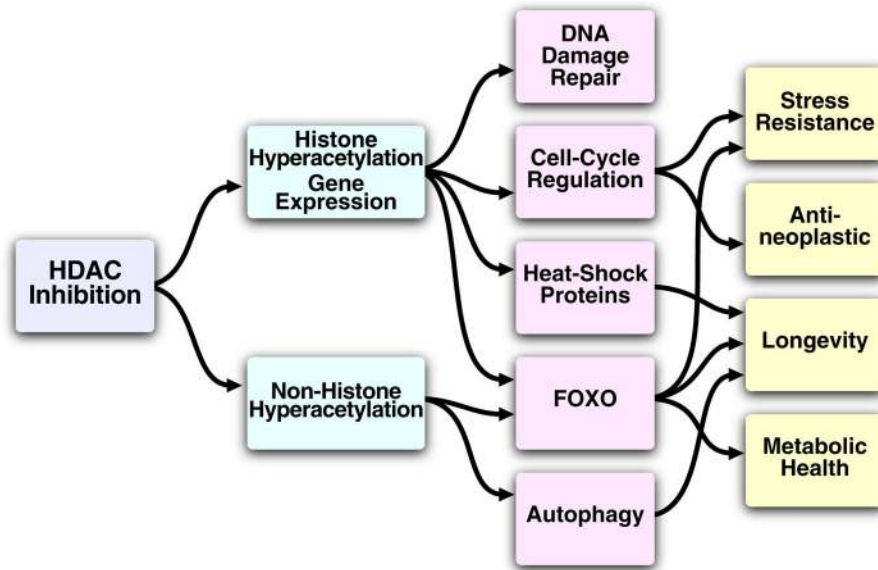 HDAC
Inhibition
Histone
Hyperacetylation
Gene
Expression
Non-Histone
Hyperacetylation
DNA
Damage
Repair
Cell-Cycle
Regulation
Heat-Shock
Proteins
FOXO
Autophagy
Stress
Resistance
Anti-
neoplastic
Longevity
Metabolic
Health